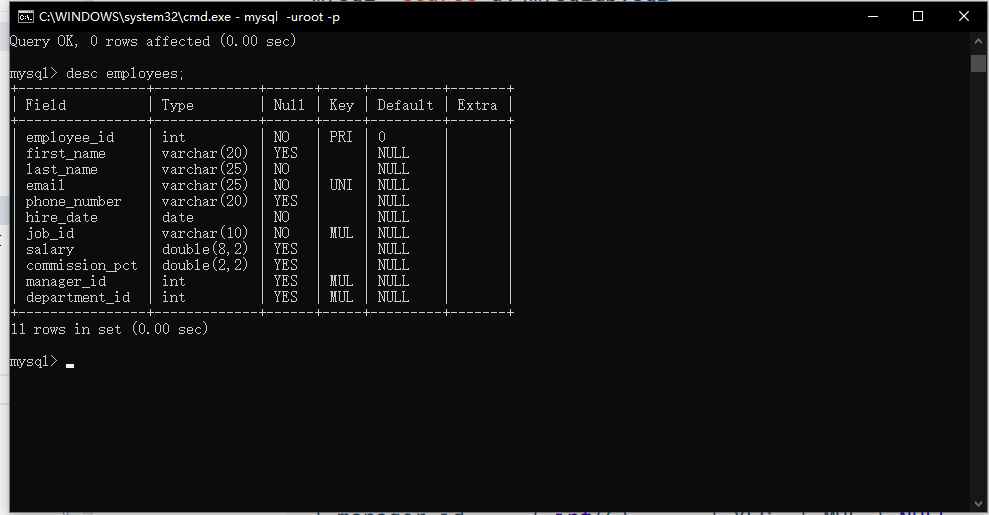 C:\WINDOWS\system32\cmd.exe - mysql -uroot -p
Query OK, 0 rows affected (0.00 sec)
mysql> desc employees;
+-----------------+-------------+------+-----+---------+-------+
| Field | Type | Null | Key | Default | Extra |
+-----------------+-------------+------+-----+---------+-------+
| employee_id | int | NO | PRI | 0 | |
| first_name | varchar(20) | YES | | NULL | |
| last_name | varchar(25) | NO | | NULL | |
| email | varchar(25) | NO | UNI | NULL | |
| phone_number | varchar(20) | YES | | NULL | |
| hire_date | date | NO | | NULL | |
| job_id | varchar(10) | NO | MUL | NULL | |
| salary | double(8,2) | YES | | NULL | |
| commission_pct | double(2,2) | YES | | NULL | |
| manager_id | int | YES | MUL | NULL | |
| department_id | int | YES | MUL | NULL | |
+-----------------+-------------+------+-----+---------+-------+
11 rows in set (0.00 sec)
mysql>